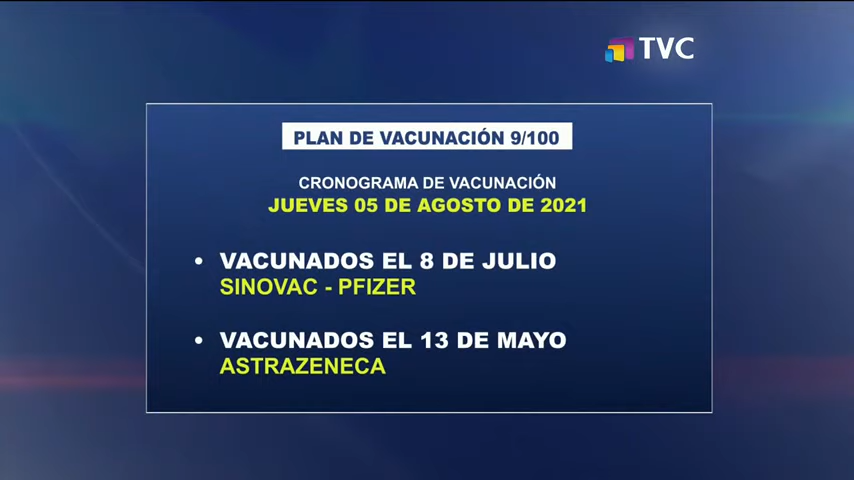 TVC
PLAN DE VACUNACIÓN 9/100
CRONOGRAMA DE VACUNACIÓN
JUEVES 05 DE AGOSTO DE 2021
• VACUNADOS EL 8 DE JULIO
SINOVAC - PFIZER
• VACUNADOS EL 13 DE MAYO
ASTRAZENECA